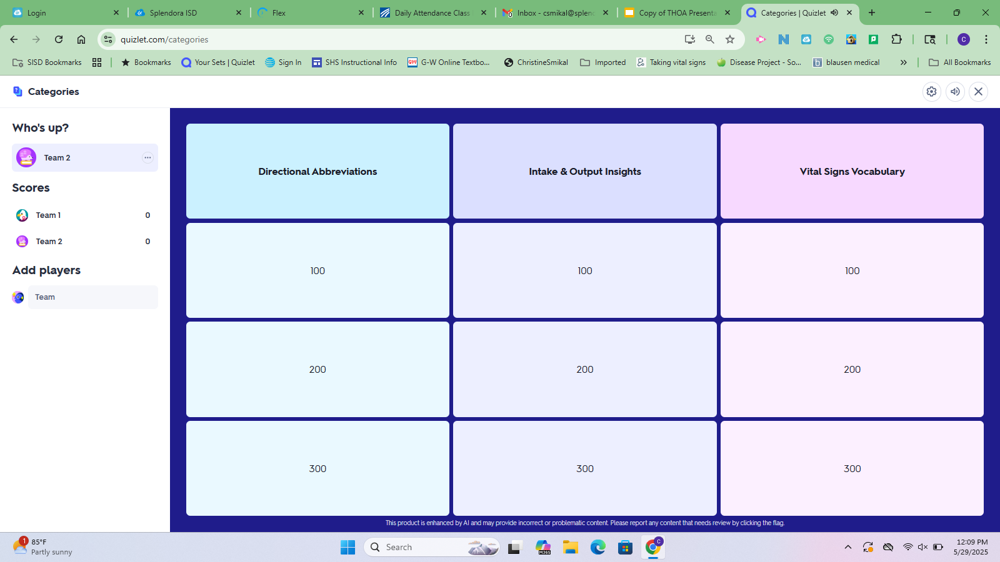 Login
Splendora ISD
Flex
Daily Attendance Class
Inbox - csmikal@splen
Copy of THOA Presenta
Categories | Quizlet
quizlet.com/categories
C
SISD Bookmarks
Bookmarks
Your Sets | Quizlet
Sign In
SHS Instructional Info
GW
G-W Online Textbo...
ChristineSmikal
Imported
Taking vital signs
Disease Project - So...
b
blausen medical
»
All Bookmarks
Categories
Who's up?
Team 2
Scores
Team 1
0
Team 2
0
Add players
Team
Directional Abbreviations
Intake & Output Insights
Vital Signs Vocabulary
100
100
100
200
200
200
300
300
300
This product is enhanced by AI and may provide incorrect or problematic content. Please report any content that needs review by clicking the flag.
1
85°F
Partly sunny
Search
M365
C
12:09 PM
5/29/2025